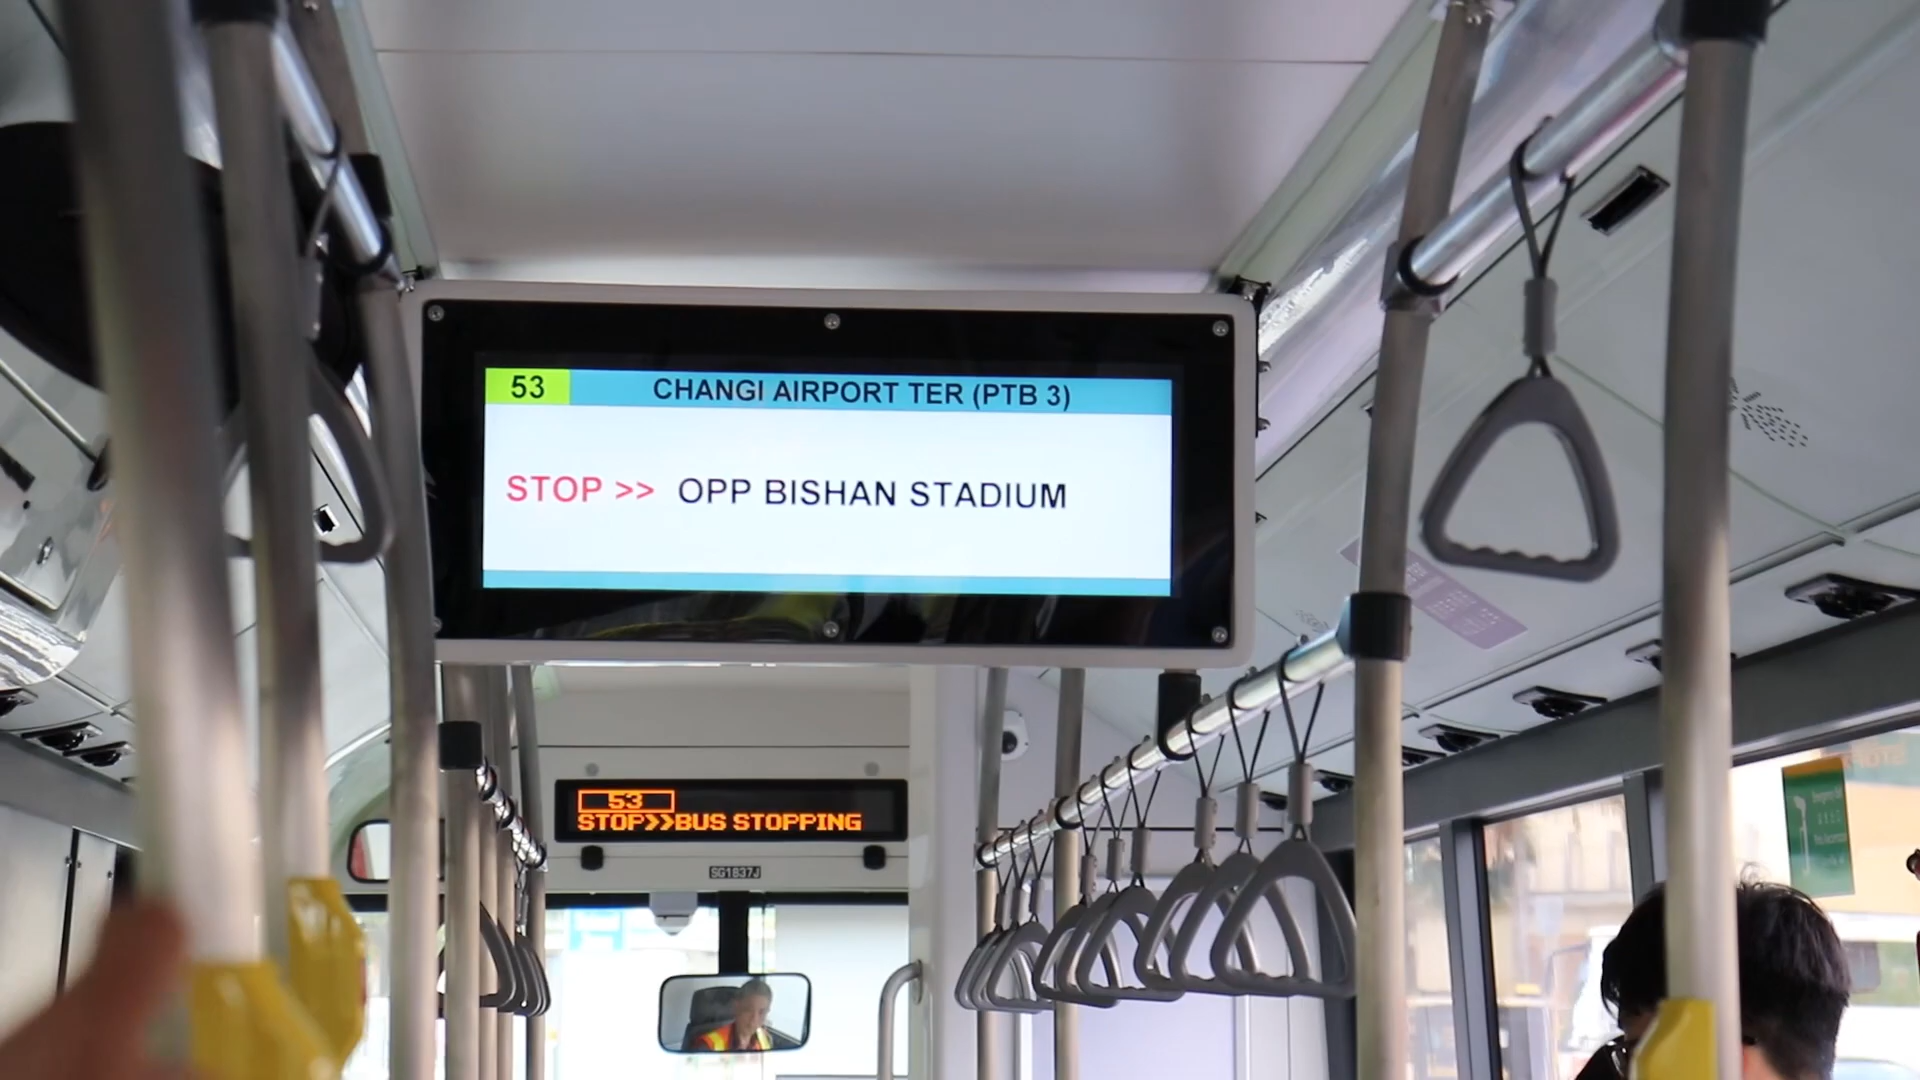 53
CHANGI AIRPORT TER (PTB 3)
STOP >> OPP BISHAN STADIUM
53
STOP>>BUS STOPPING
SG1837J